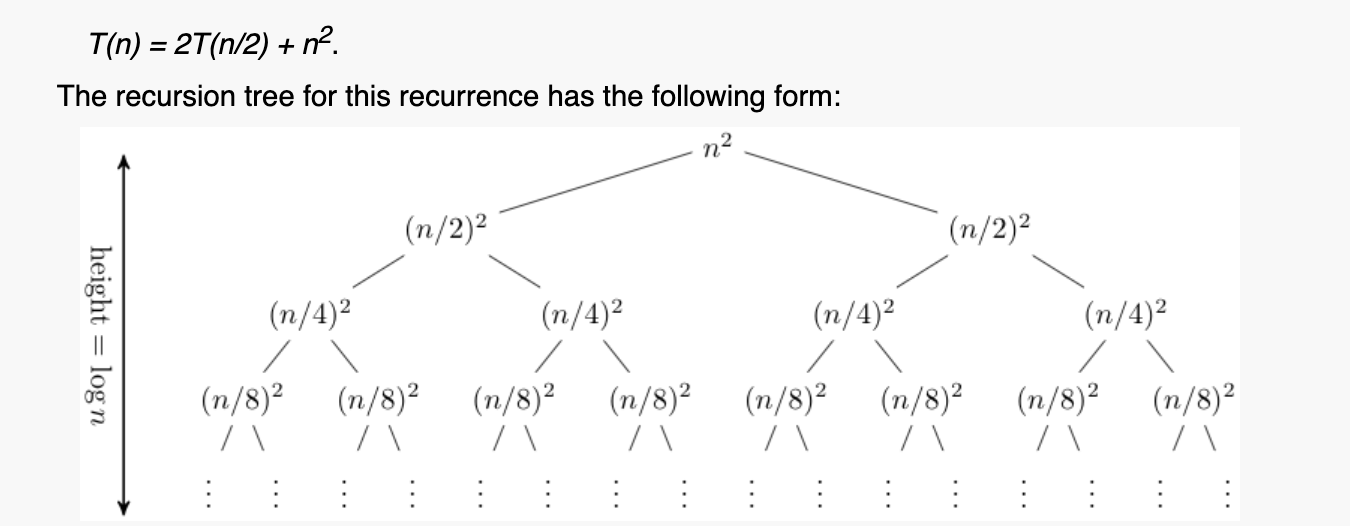 T(n) = 2T(n/2) + n².
The recursion tree for this recurrence has the following form:
n²
(n/2)² (n/2)²
(n/4)² (n/4)² (n/4)² (n/4)²
(n/8)² (n/8)² (n/8)² (n/8)² (n/8)² (n/8)² (n/8)² (n/8)²
height = log n